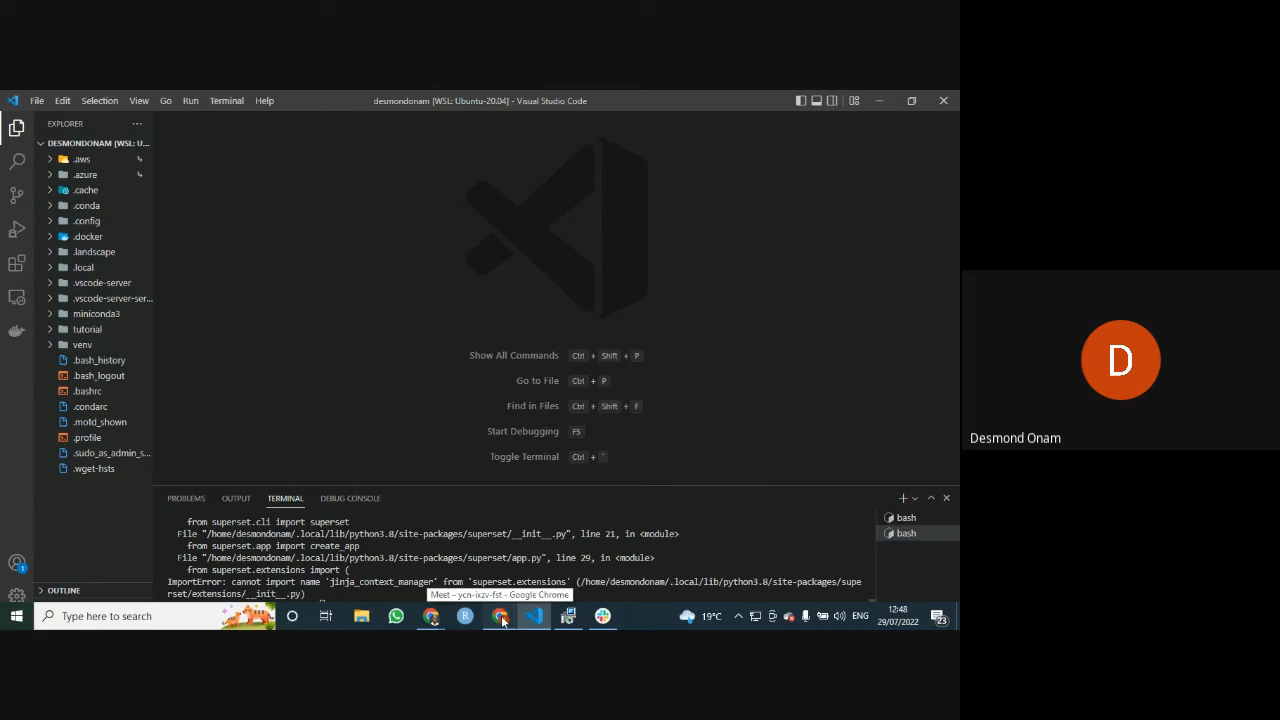 File Edit Selection View Go Run Terminal Help
desmondonam [WSL: Ubuntu-20.04] - Visual Studio Code
EXPLORER
DESMONDONAM [WSL: U...
.aws
.azure
.cache
.conda
.config
.docker
.landscape
.local
.vscode-server
.vscode-server-ser...
miniconda3
tutorial
venv
.bash_history
.bash_logout
.bashrc
.condarc
.motd_shown
.profile
.sudo_as_admin_s...
.wget-hsts
OUTLINE
Show All Commands Ctrl + Shift + P
Go to File Ctrl + P
Find in Files Ctrl + Shift + F
Start Debugging F5
Toggle Terminal Ctrl + `
PROBLEMS OUTPUT TERMINAL DEBUG CONSOLE
from superset.cli import superset
File "/home/desmondonam/.local/lib/python3.8/site-packages/superset/__init__.py", line 21, in <module>
from superset.app import create_app
File "/home/desmondonam/.local/lib/python3.8/site-packages/superset/app.py", line 29, in <module>
from superset.extensions import (
ImportError: cannot import name 'jinja_context_manager' from 'superset.extensions' (/home/desmondonam/.local/lib/python3.8/site-packages/supe
rset/extensions/__init__.py)
bash
bash
Meet – ycn-ixzv-fst - Google Chrome
Type here to search
R
19°C
ENG
12:48
29/07/2022
23
1
D
Desmond Onam